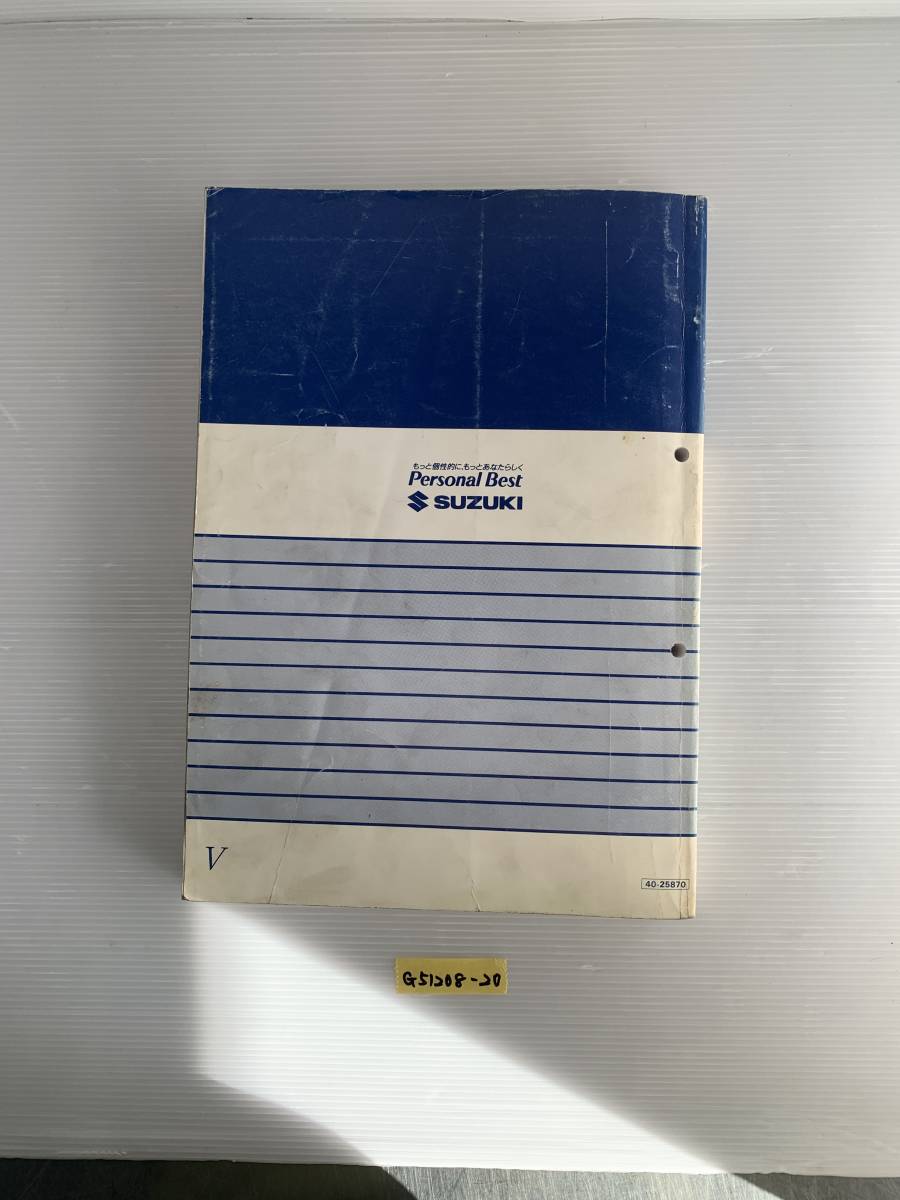 もっと個性的に、もっとあなたらしく
Personal Best
SUZUKI
V
40-25870
G51208-20